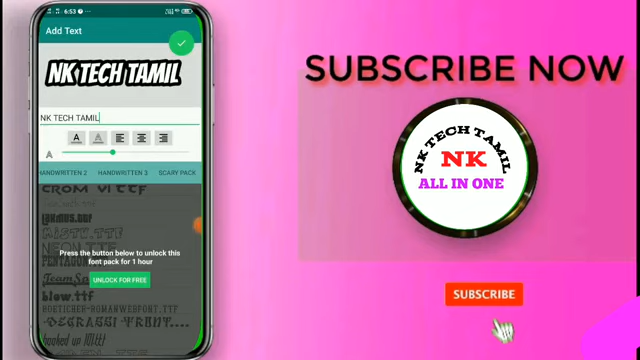 6:53
Add Text
NK TECH TAMIL
NK TECH TAMIL
A A
A
HANDWRITTEN 2 HANDWRITTEN 3 SCARY PACK
Press the button below to unlock this
font pack for 1 hour
UNLOCK FOR FREE
blow.ttf
SUBSCRIBE NOW
NK TECH TAMIL
NK
ALL IN ONE
SUBSCRIBE